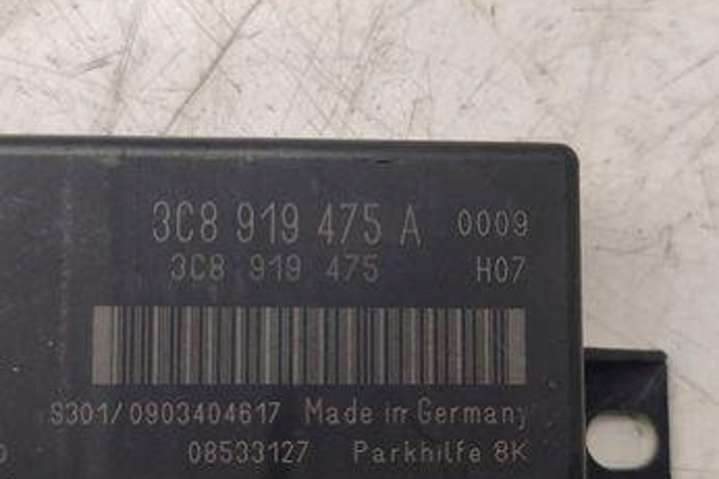 3C8 919 475 A 0009
3C8 919 475 H07
S301/0903404617 Made in Germany
08533127 Parkhilfe 8K